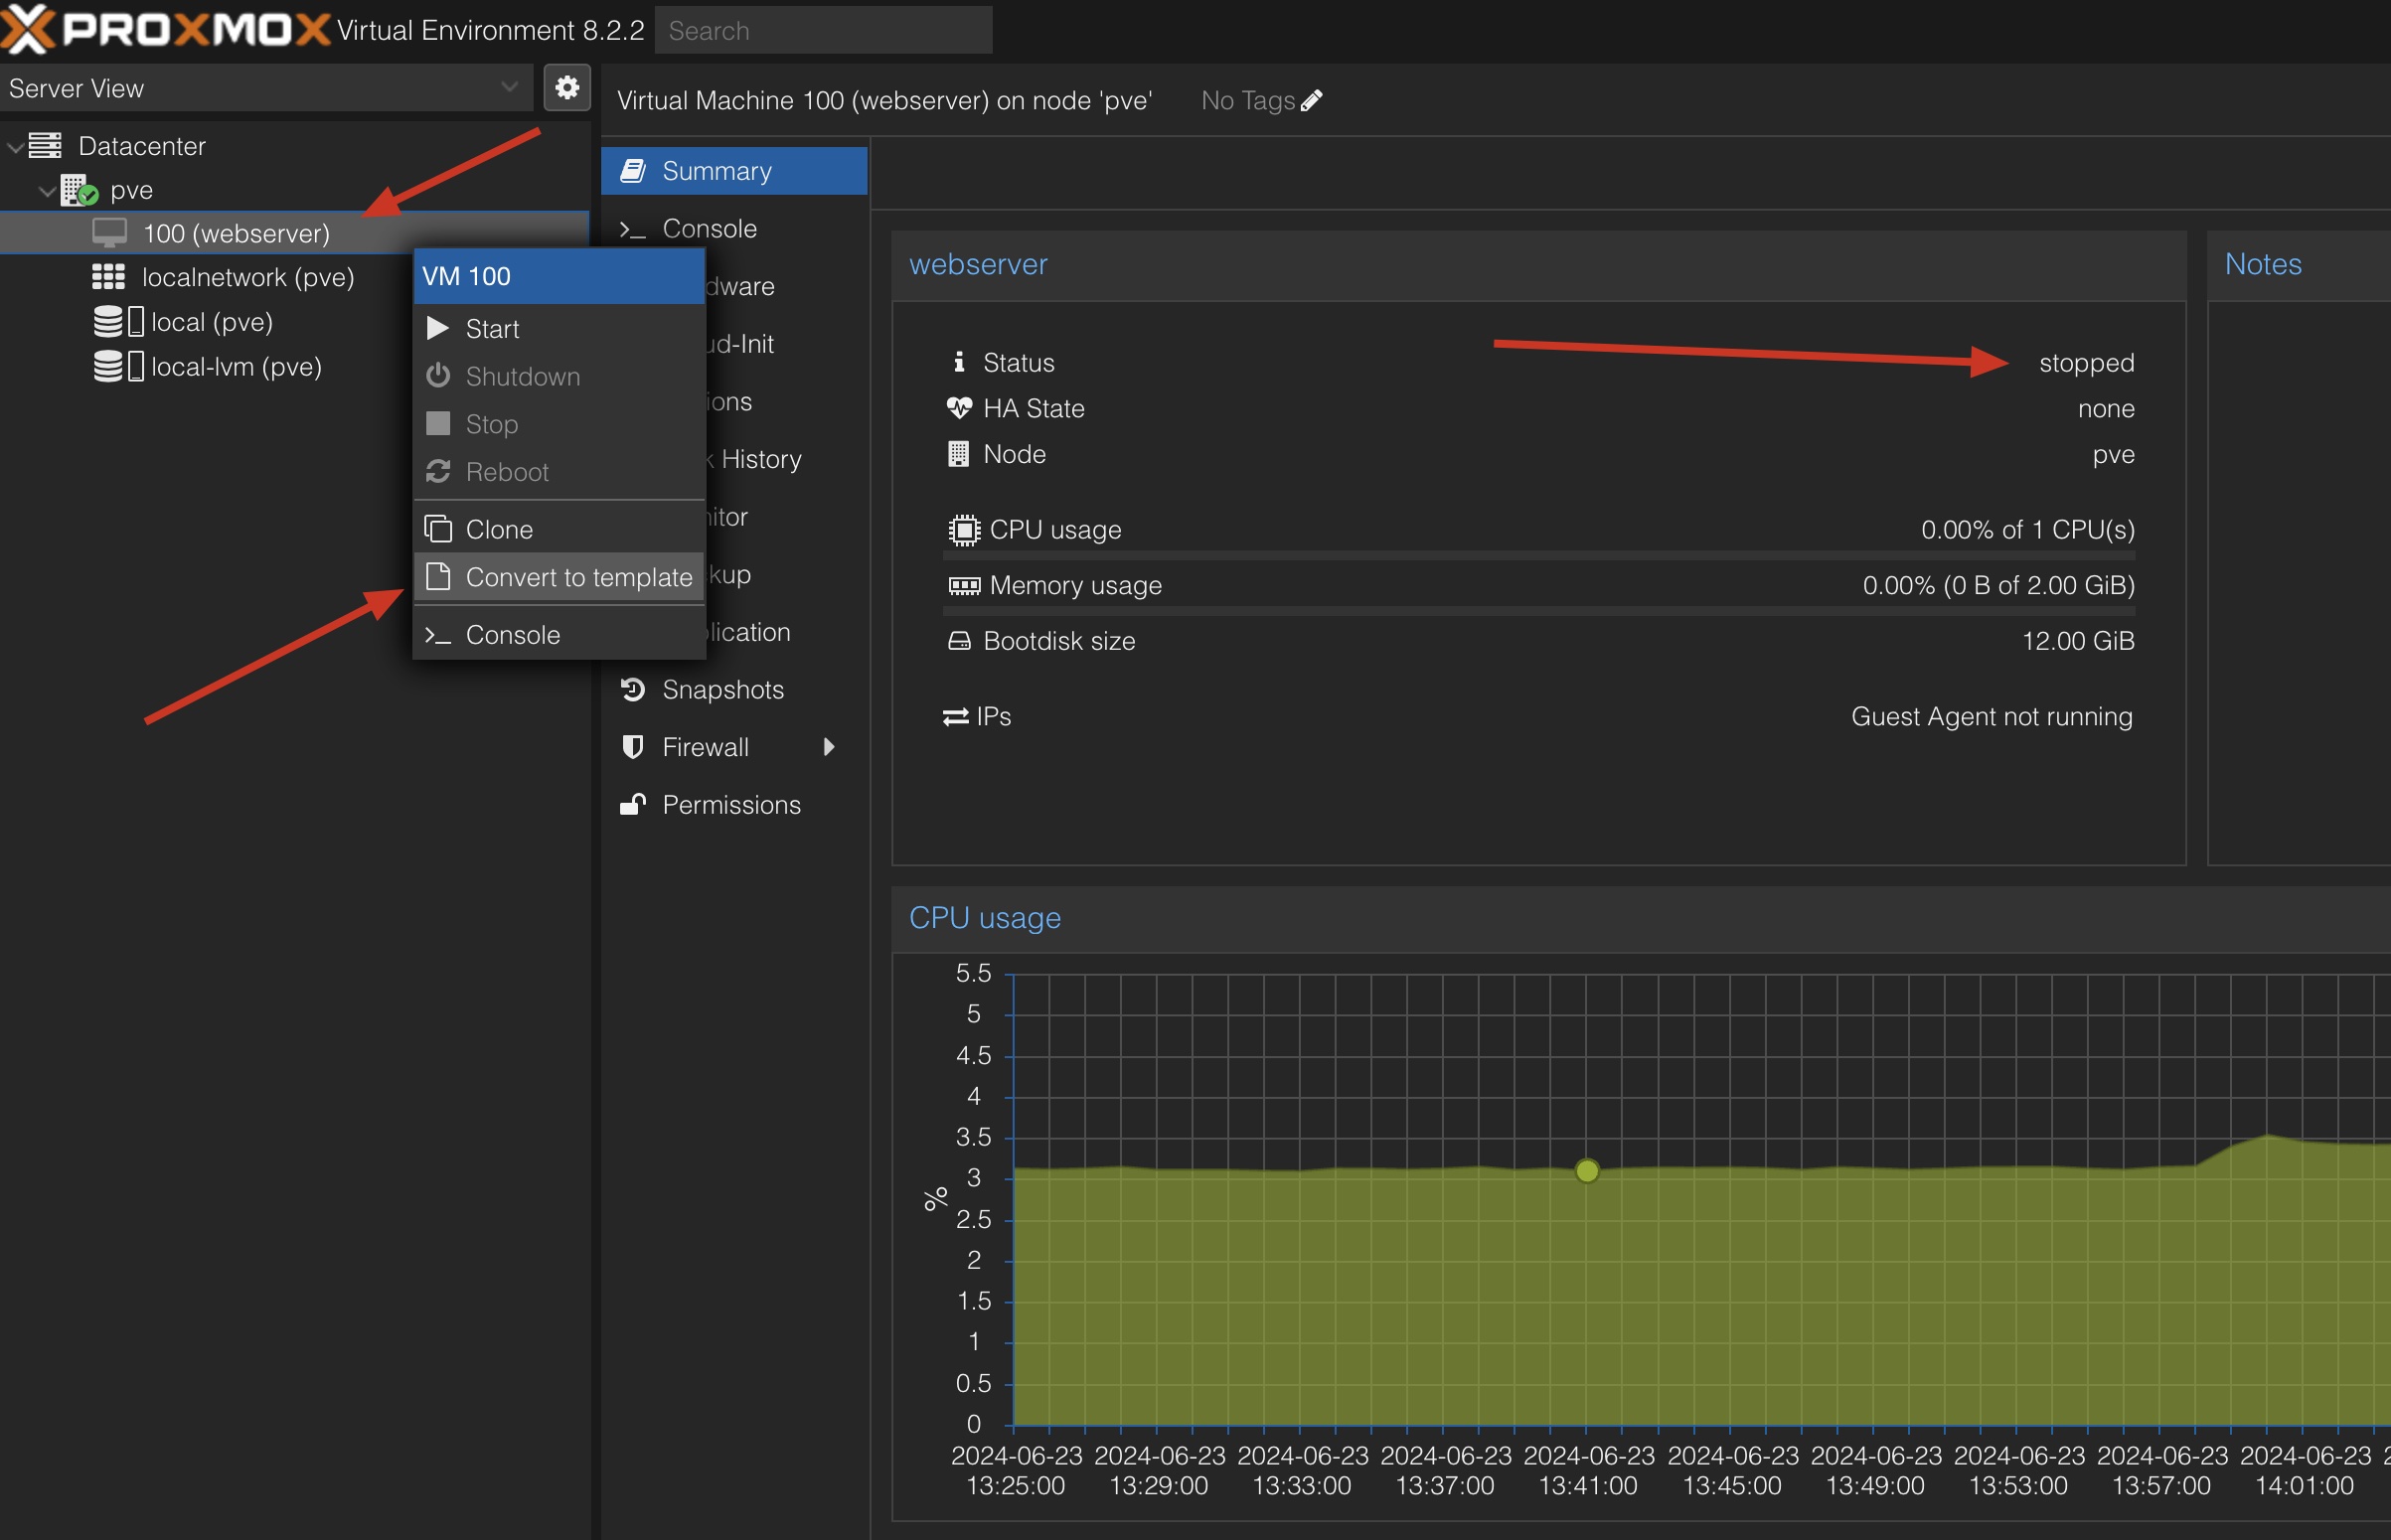 PROXMOX Virtual Environment 8.2.2 Search
Server View
Datacenter
pve
100 (webserver)
localnetwork (pve)
local (pve)
local-lvm (pve)
VM 100
Start
Shutdown
Stop
Reboot
Clone
Convert to template
Console
Virtual Machine 100 (webserver) on node 'pve' No Tags
Summary
Console
dware
ud-Init
ions
k History
nitor
kup
lication
Snapshots
Firewall
Permissions
webserver
Status stopped
HA State none
Node pve
CPU usage 0.00% of 1 CPU(s)
Memory usage 0.00% (0 B of 2.00 GiB)
Bootdisk size 12.00 GiB
IPs Guest Agent not running
Notes
CPU usage
5.5
5
4.5
4
3.5
3
2.5
2
1.5
1
0.5
0
%
2024-06-23 2024-06-23 2024-06-23 2024-06-23 2024-06-23 2024-06-23 2024-06-23 2024-06-23 2024-06-23 2024-06-23
13:25:00 13:29:00 13:33:00 13:37:00 13:41:00 13:45:00 13:49:00 13:53:00 13:57:00 14:01:00